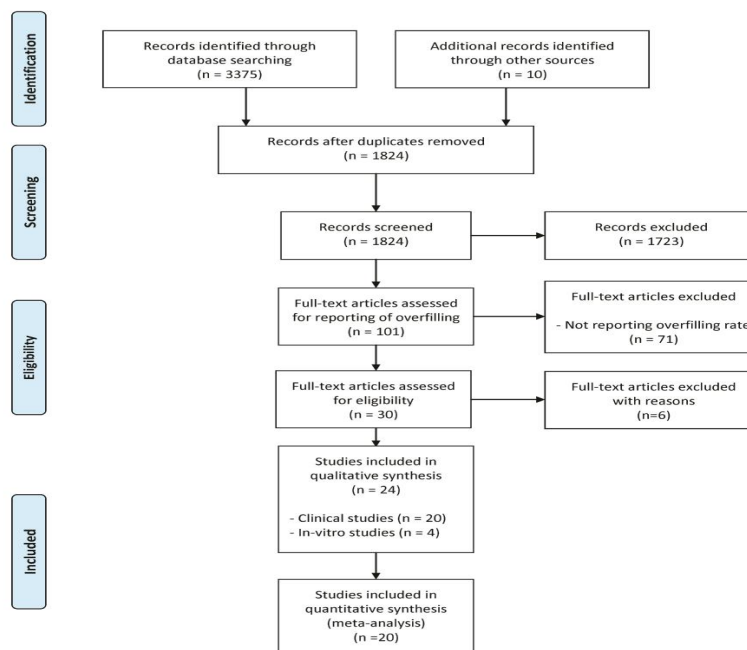 Identification
Records identified through
database searching
(n = 3375)
Additional records identified
through other sources
(n = 10)
Records after duplicates removed
(n = 1824)
Screening
Records screened
(n = 1824)
Records excluded
(n = 1723)
Eligibility
Full-text articles assessed
for reporting of overfilling
(n = 101)
Full-text articles excluded
- Not reporting overfilling rate
(n = 71)
Full-text articles assessed
for eligibility
(n = 30)
Full-text articles excluded
with reasons
(n=6)
Included
Studies included in
qualitative synthesis
(n = 24)
- Clinical studies (n = 20)
- In-vitro studies (n = 4)
Studies included in
quantitative synthesis
(meta-analysis)
(n =20)